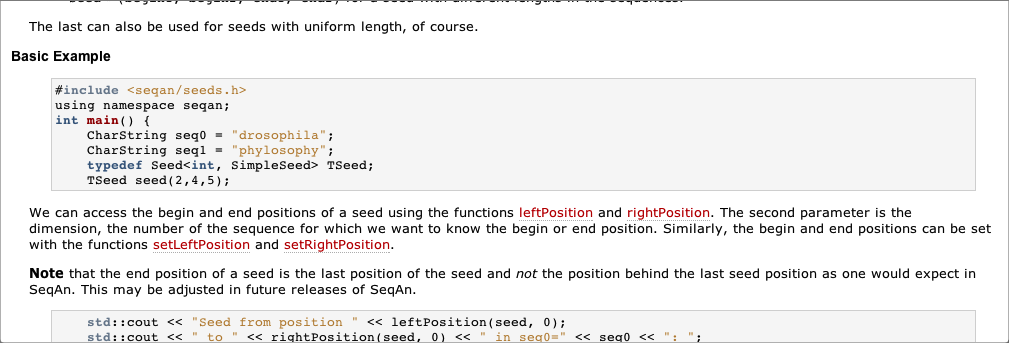 The last can also be used for seeds with uniform length, of course.
Basic Example
#include <seqan/seeds.h>
using namespace seqan;
int main() {
    CharString seq0 = "drosophila";
    CharString seq1 = "phylosophy";
    typedef Seed<int, SimpleSeed> TSeed;
    TSeed seed(2,4,5);
We can access the begin and end positions of a seed using the functions leftPosition and rightPosition. The second parameter is the
dimension, the number of the sequence for which we want to know the begin or end position. Similarly, the begin and end positions can be set
with the functions setLeftPosition and setRightPosition.
Note that the end position of a seed is the last position of the seed and not the position behind the last seed position as one would expect in
SeqAn. This may be adjusted in future releases of SeqAn.
    std::cout << "Seed from position " << leftPosition(seed, 0);
    std::cout << " to " << rightPosition(seed, 0) << " in seq0=" << seq0 << ": ";